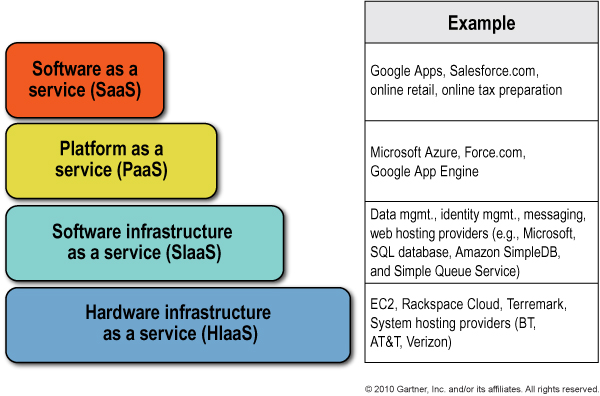 Example
Software as a
service (SaaS)
Google Apps, Salesforce.com,
online retail, online tax preparation
Platform as a
service (PaaS)
Microsoft Azure, Force.com,
Google App Engine
Software infrastructure
as a service (SIaaS)
Data mgmt., identity mgmt., messaging,
web hosting providers (e.g., Microsoft,
SQL database, Amazon SimpleDB,
and Simple Queue Service)
Hardware infrastructure
as a service (HIaaS)
EC2, Rackspace Cloud, Terremark,
System hosting providers (BT,
AT&T, Verizon)
© 2010 Gartner, Inc. and/or its affiliates. All rights reserved.